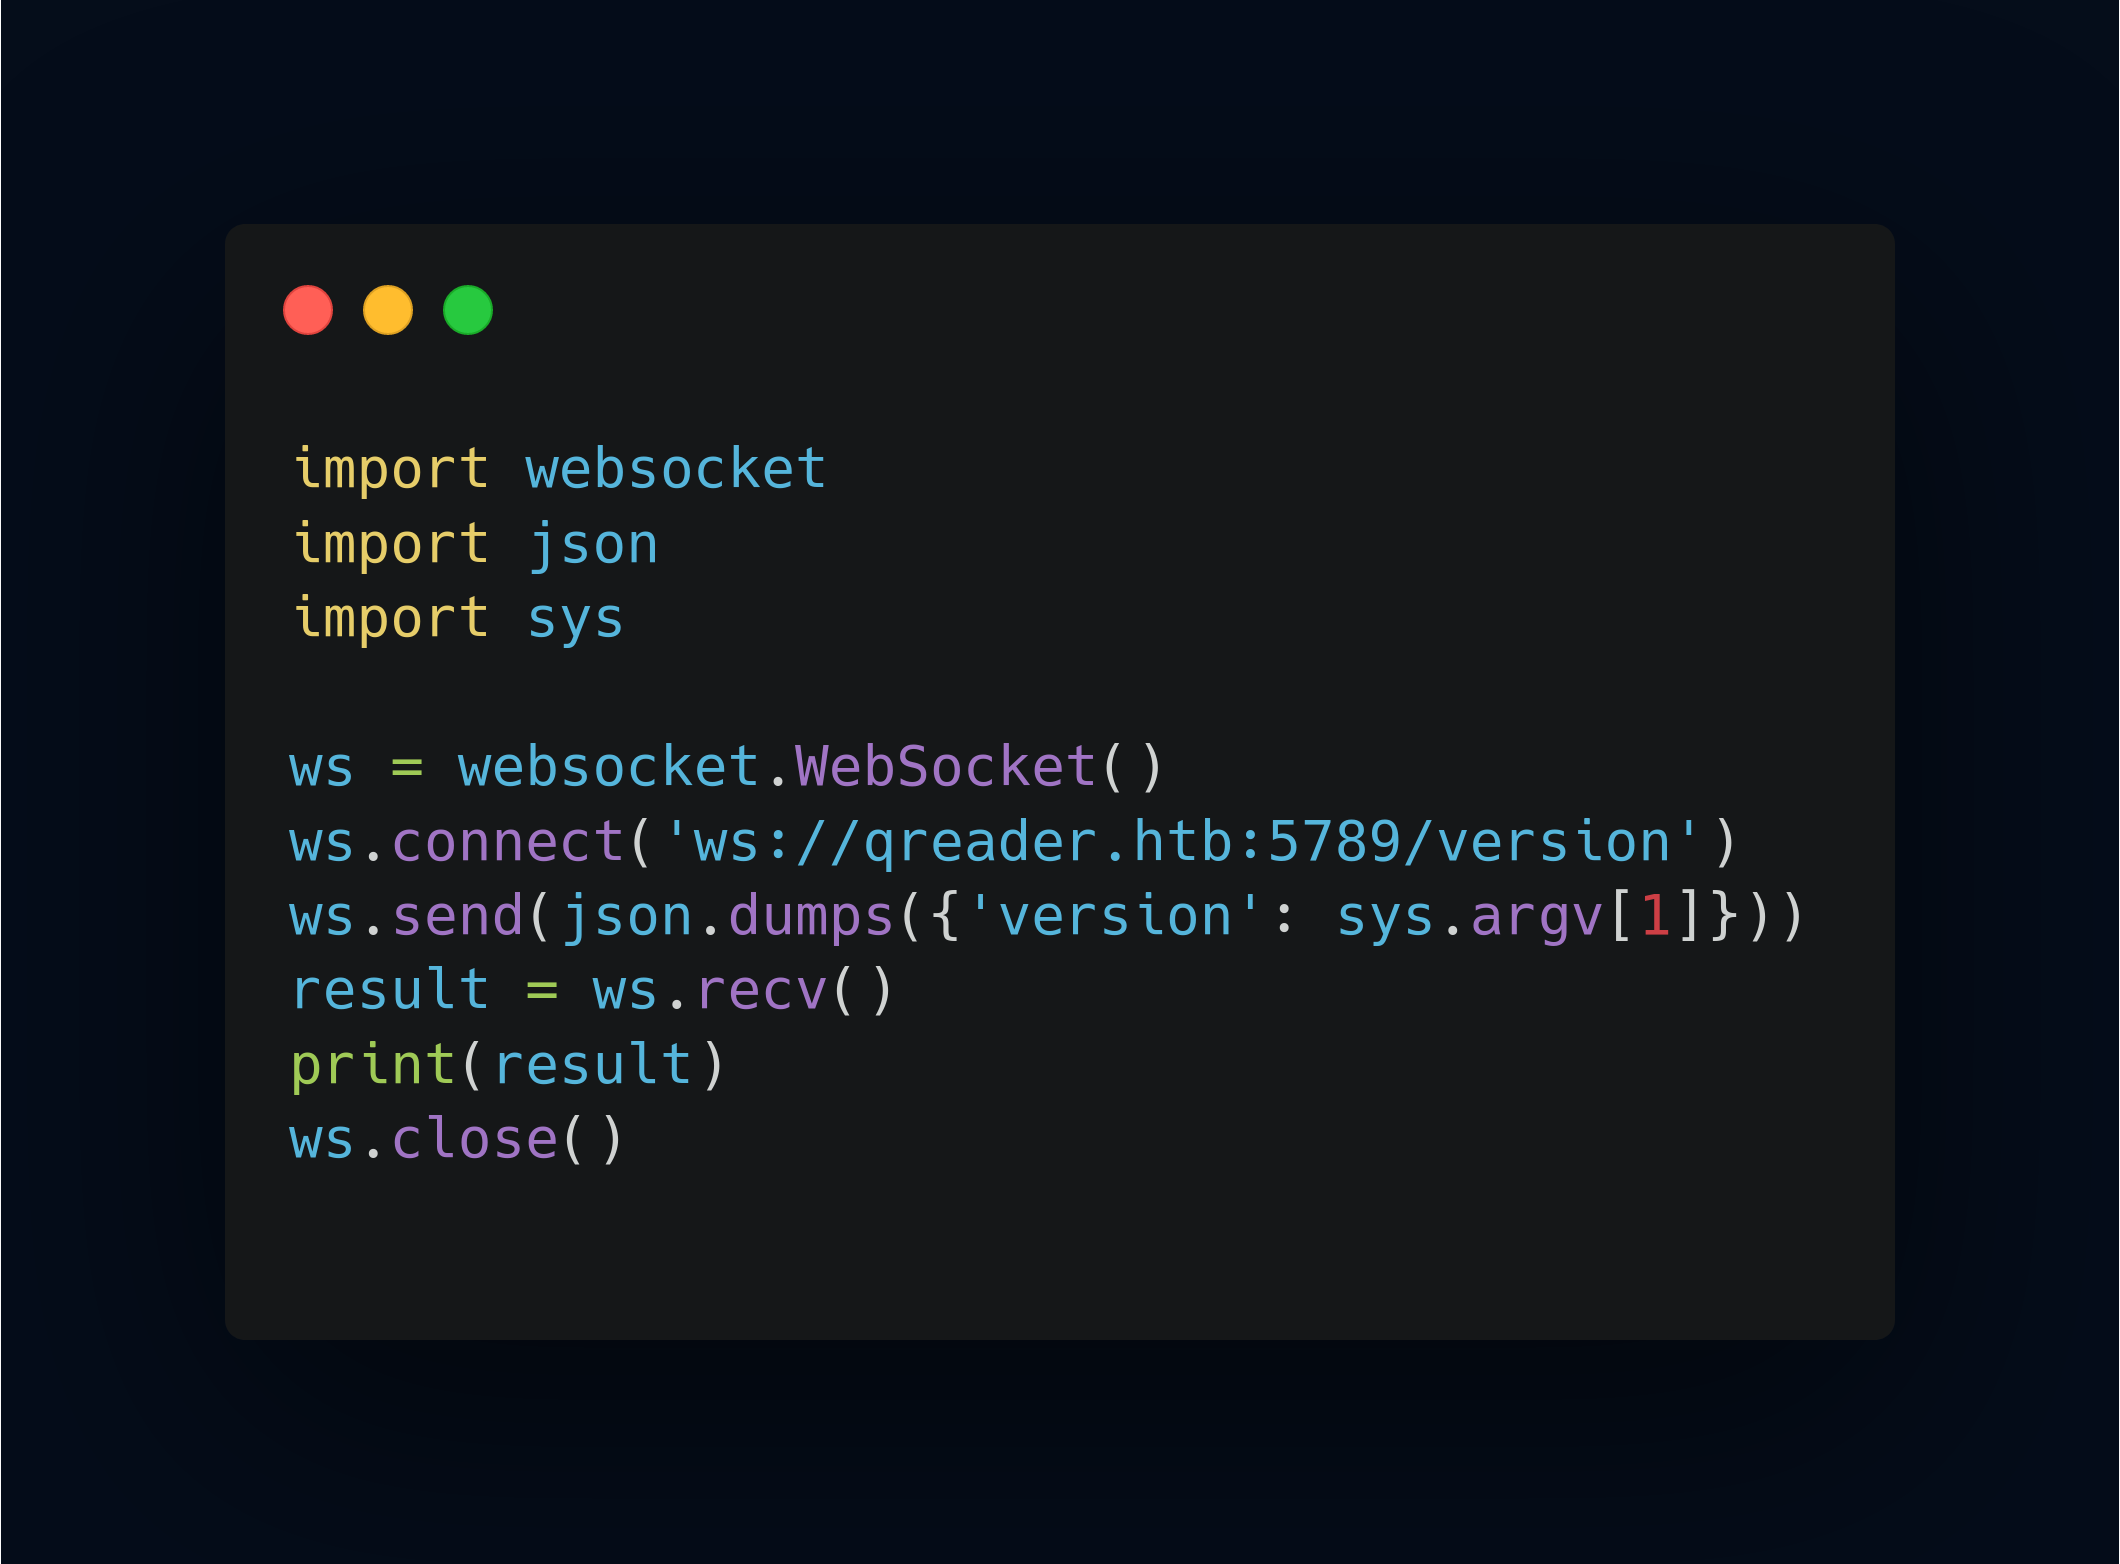 import websocket
import json
import sys

ws = websocket.WebSocket()
ws.connect('ws://qreader.htb:5789/version')
ws.send(json.dumps({'version': sys.argv[1]}))
result = ws.recv()
print(result)
ws.close()